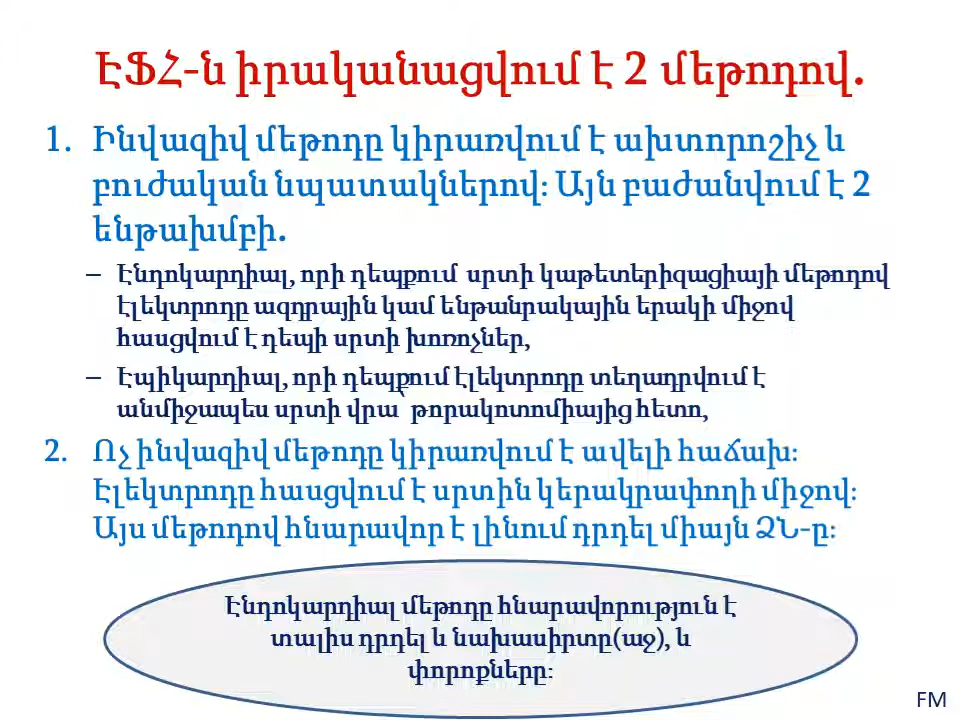 ԷՖՀ-ն իրականացվում է 2 մեթոդով.
1. Ինվազիվ մեթոդը կիրառվում է ախտորոշիչ և
բուժական նպատակներով։ Այն բաժանվում է 2
ենթախմբի.
– Էնդոկարդիալ, որի դեպքում սրտի կաթետերիզացիայի մեթոդով
էլեկտրոդը ազդրային կամ ենթանրակային երակի միջով
հասցվում է դեպի սրտի խոռոչներ,
– Էպիկարդիալ, որի դեպքում էլեկտրոդը տեղադրվում է
անմիջապես սրտի վրա՝ թորակոտոմիայից հետո,
2. Ոչ ինվազիվ մեթոդը կիրառվում է ավելի հաճախ։
Էլեկտրոդը հասցվում է սրտին կերակրափողի միջով։
Այս մեթոդով հնարավոր է լինում դրդել միայն ՁՆ-ը։
Էնդոկարդիալ մեթոդը հնարավորություն է
տալիս դրդել և նախասիրտը(աջ), և
փորոքները։
FM